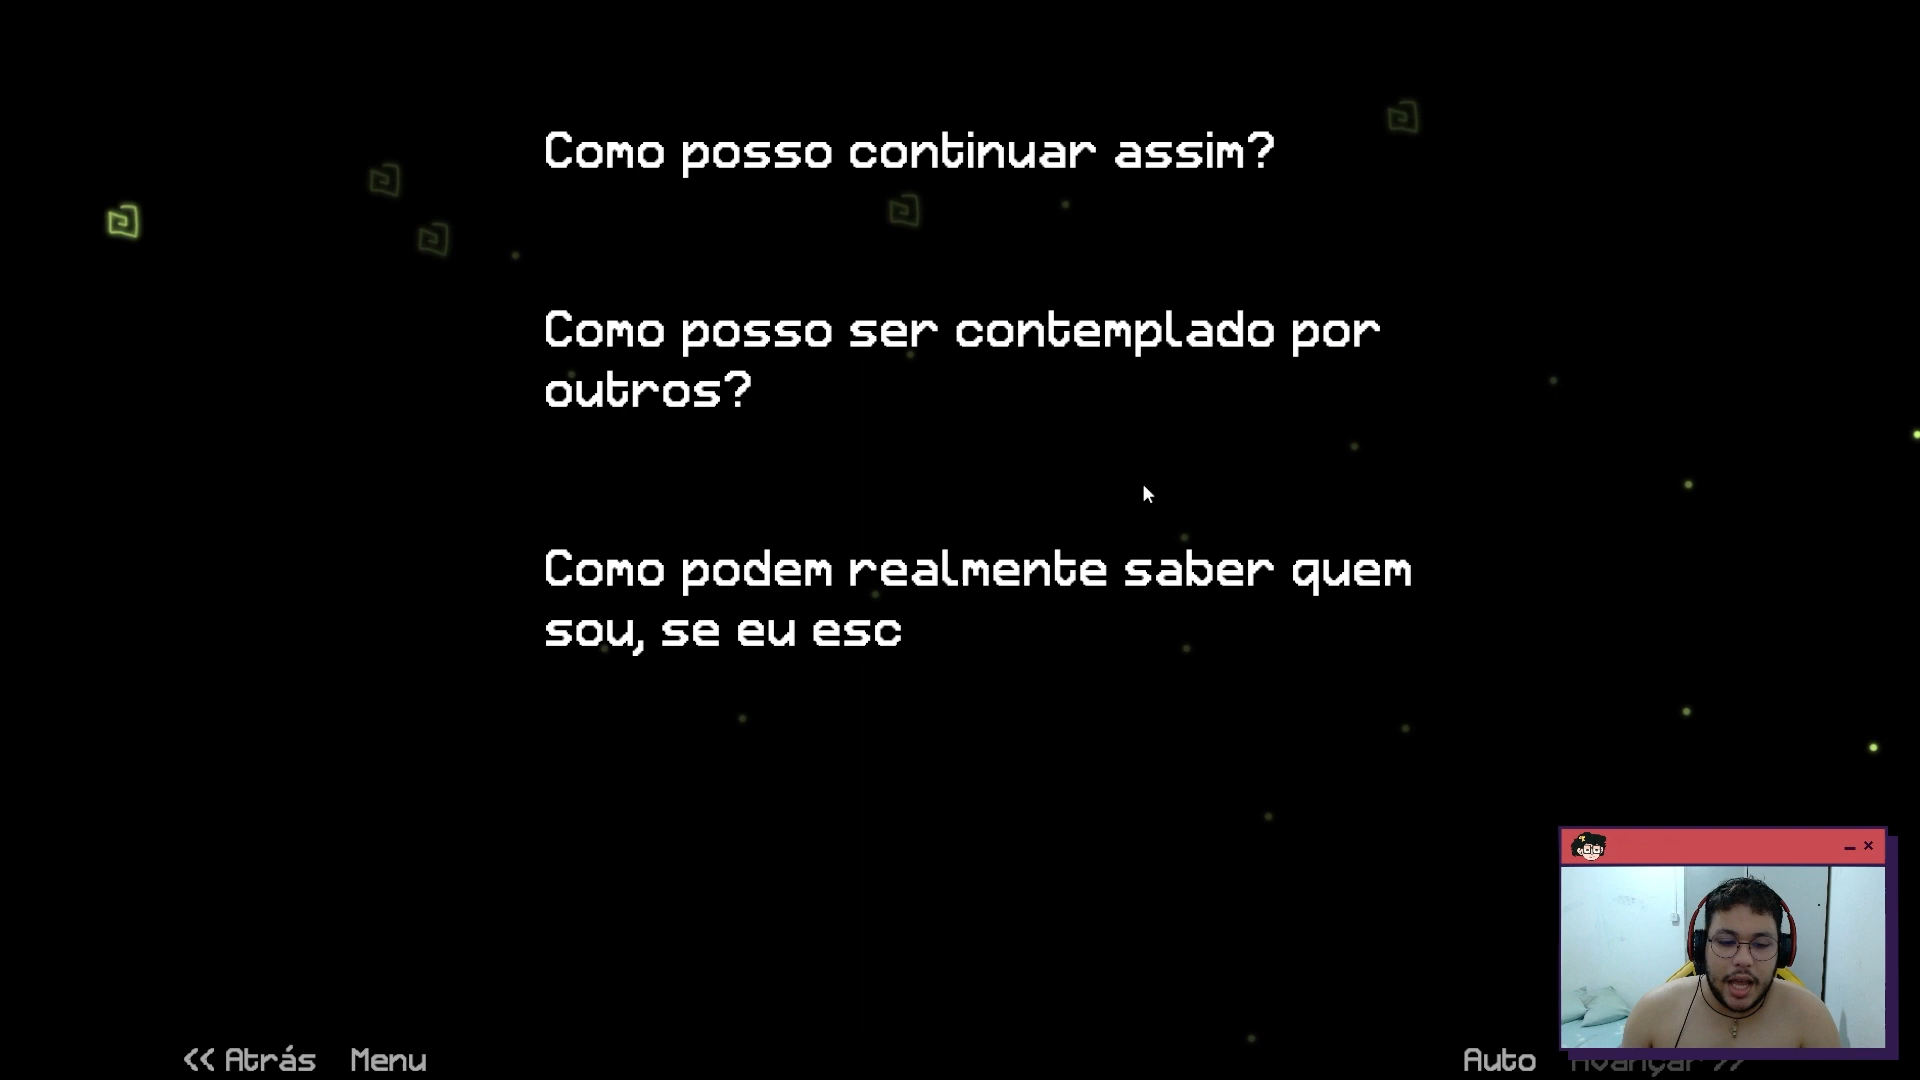 Como posso continuar assim?
Como posso ser contemplado por
outros?
Como podem realmente saber quem
sou, se eu esc
<< Atrás Menu
Auto Avançar >>